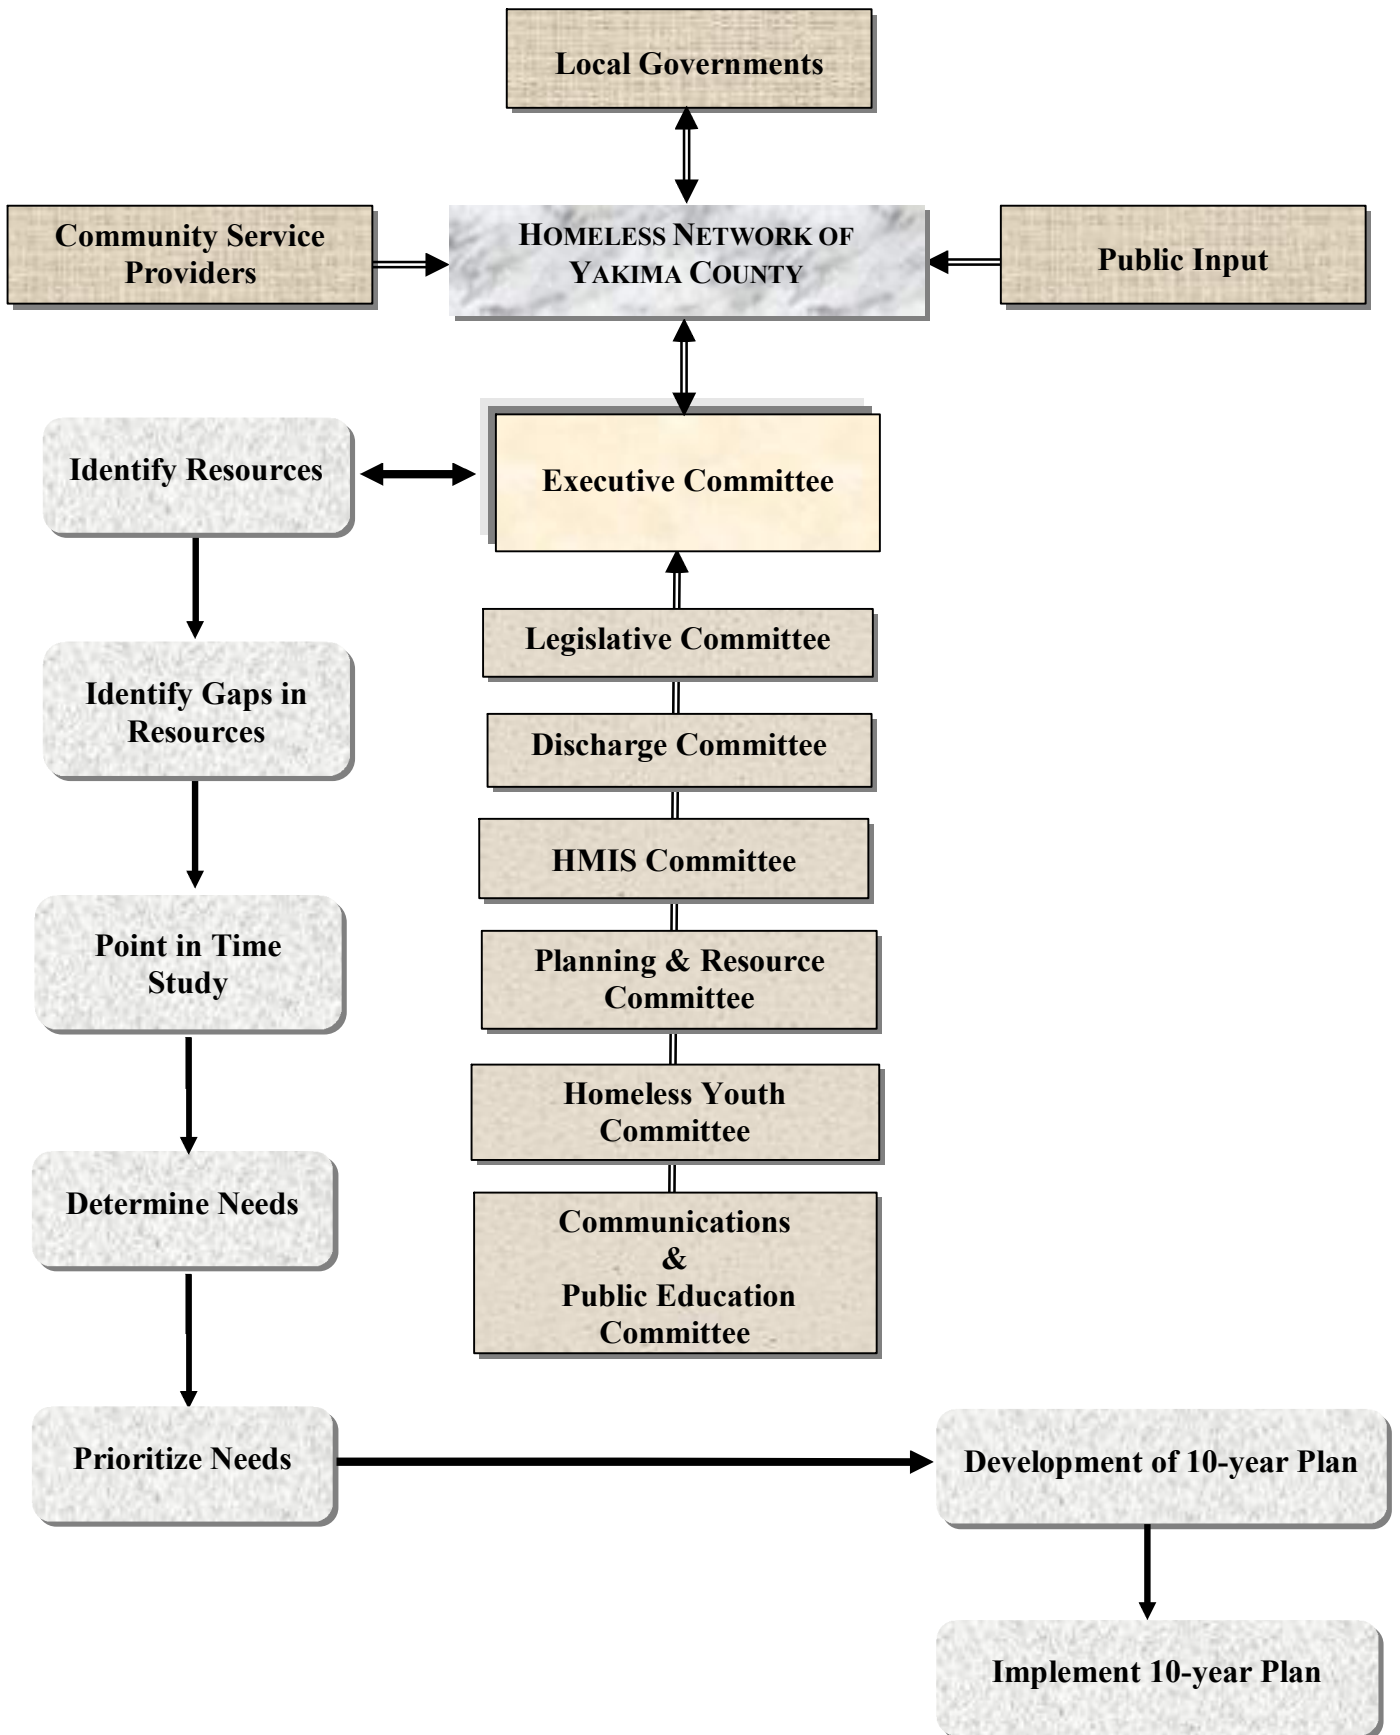 Local Governments
Community Service
Providers
HOMELESS NETWORK OF
YAKIMA COUNTY
Public Input
Identify Resources
Executive Committee
Legislative Committee
Identify Gaps in
Resources
Discharge Committee
HMIS Committee
Point in Time
Study
Planning & Resource
Committee
Homeless Youth
Committee
Determine Needs
Communications
&
Public Education
Committee
Prioritize Needs
Development of 10-year Plan
Implement 10-year Plan